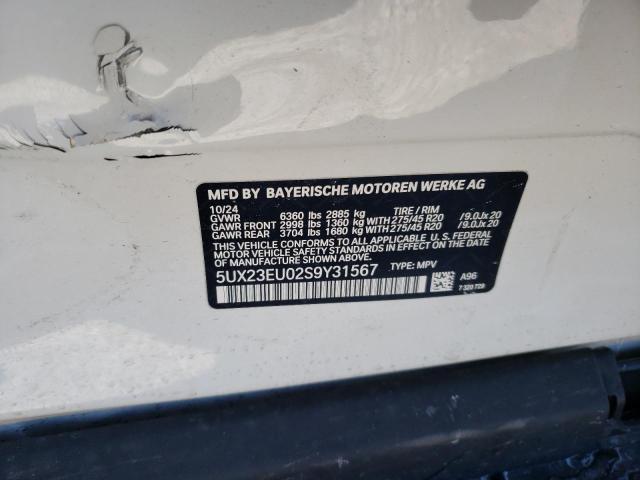 MFD BY BAYERISCHE MOTOREN WERKE AG
10/24 TIRE / RIM
GVWR 6360 lbs 2885 kg
GAWR FRONT 2998 lbs 1360 kg WITH 275/45 R20 /9.0Jx 20
GAWR REAR 3704 lbs 1680 kg WITH 275/45 R20 /9.0Jx 20
THIS VEHICLE CONFORMS TO ALL APPLICABLE U.S. FEDERAL
MOTOR VEHICLE SAFETY STANDARDS IN EFFECT ON
THE DATE OF MANUFACTURE SHOWN ABOVE.
5UX23EU02S9Y31567 TYPE: MPV
A96
7 320 729